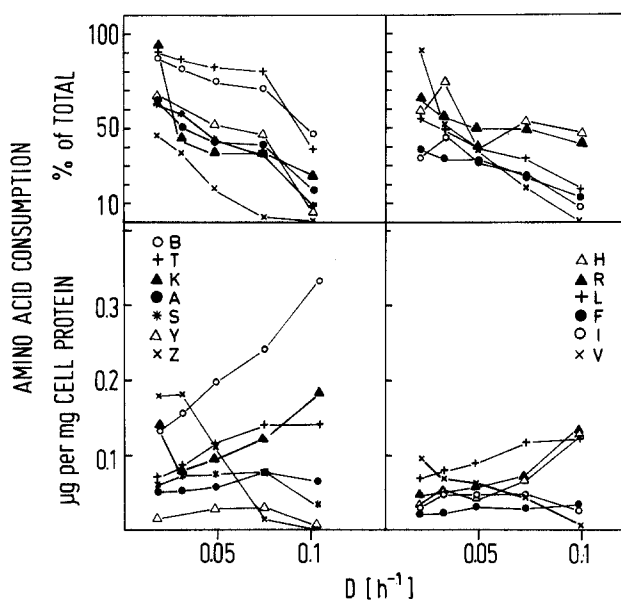 AMINO ACID CONSUMPTION
% of TOTAL
100
50
10
µg per mg CELL PROTEIN
0.3
0.2
0.1
B
T
K
A
S
Y
Z
H
R
L
F
I
V
0.05
0.1
0.05
0.1
D [h⁻¹]